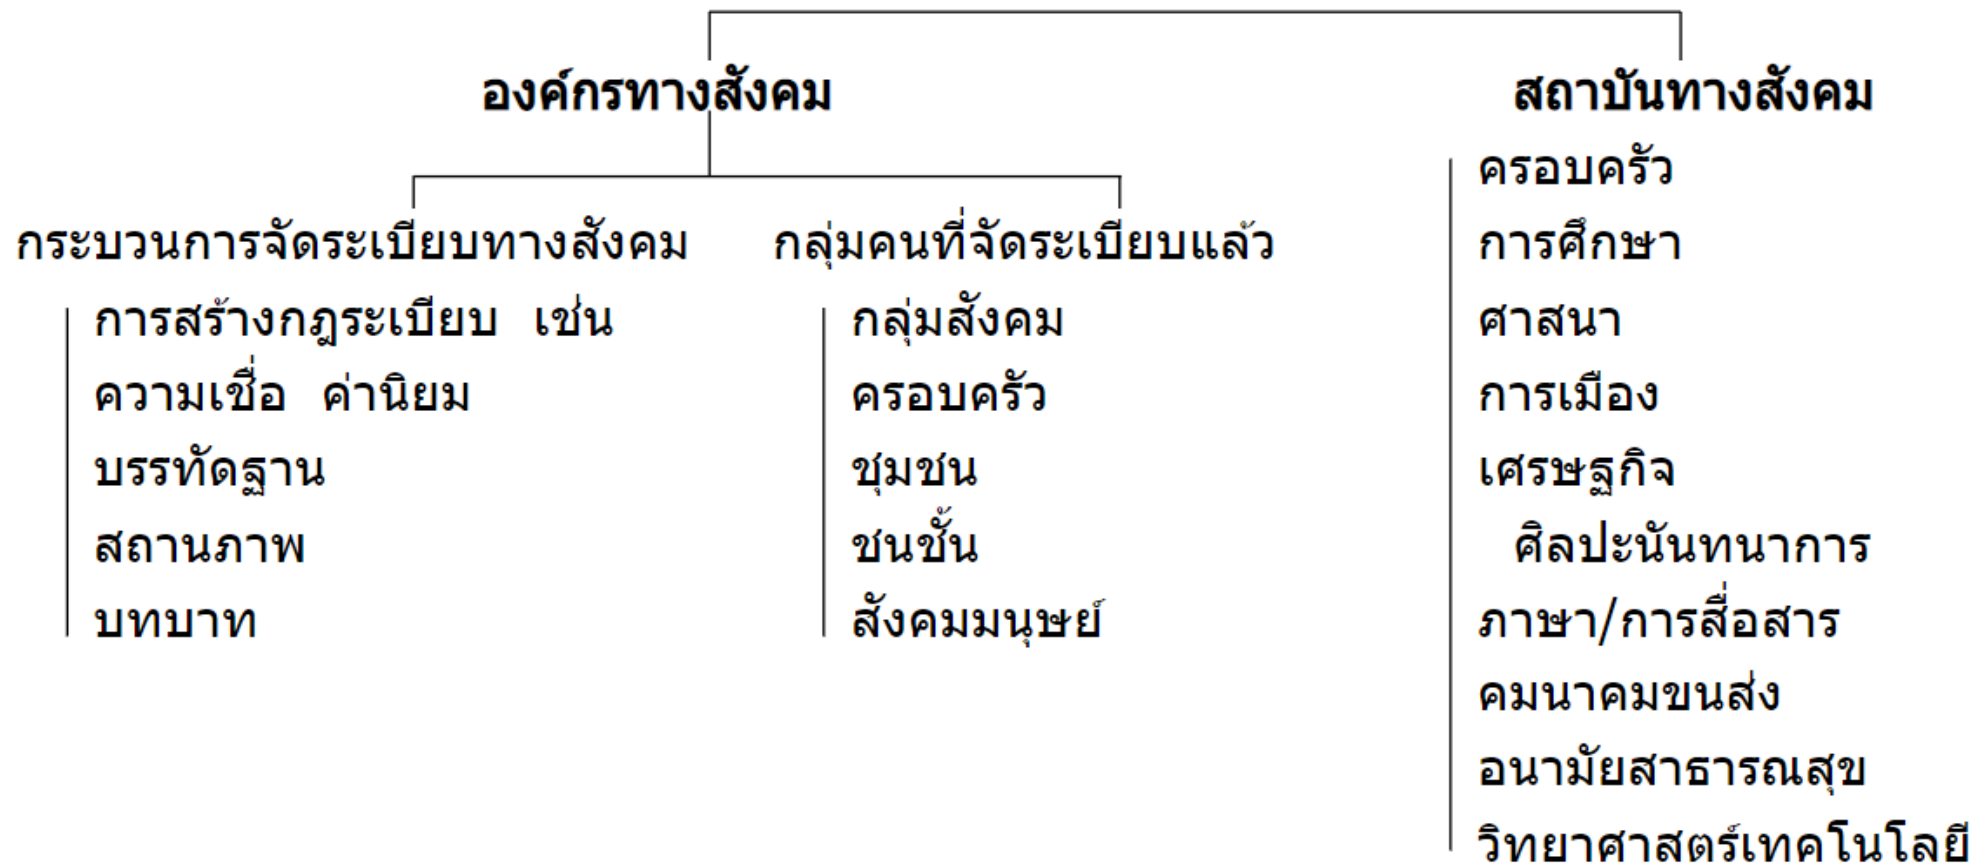 องค์กรทางสังคม
สถาบันทางสังคม
กระบวนการจัดระเบียบทางสังคม
การสร้างกฎระเบียบ เช่น
ความเชื่อ ค่านิยม
บรรทัดฐาน
สถานภาพ
บทบาท
กลุ่มคนที่จัดระเบียบแล้ว
กลุ่มสังคม
ครอบครัว
ชุมชน
ชนชั้น
สังคมมนุษย์
ครอบครัว
การศึกษา
ศาสนา
การเมือง
เศรษฐกิจ
ศิลปะนันทนาการ
ภาษา/การสื่อสาร
คมนาคมขนส่ง
อนามัยสาธารณสุข
วิทยาศาสตร์เทคโนโลยี